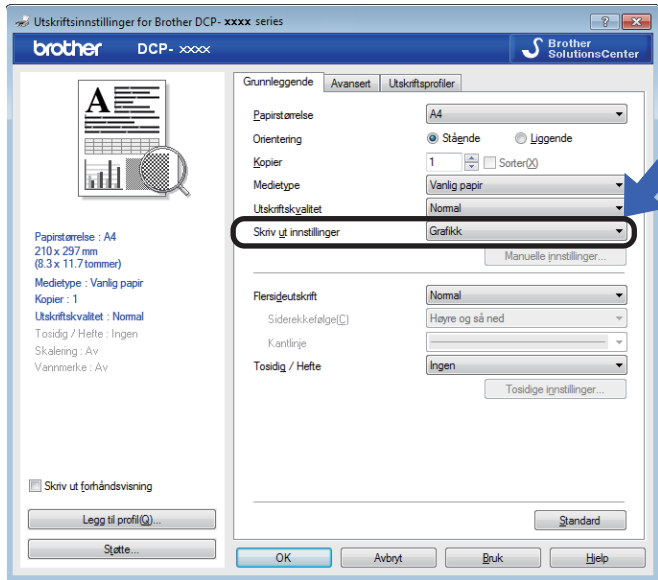 Utskriftsinnstillinger for Brother DCP- xxxx series
brother DCP- xxxx
Brother
SolutionsCenter
A
Papirstørrelse : A4
210 x 297 mm
(8.3 x 11.7 tommer)
Medietype : Vanlig papir
Kopier : 1
Utskriftskvalitet : Normal
Tosidig / Hefte : Ingen
Skalering : Av
Vannmerke : Av
Skriv ut forhåndsvisning
Legg til profil(Q)...
Støtte...
Grunnleggende Avansert Utskriftsprofiler
Papirstørrelse A4
Orientering Stående Liggende
Kopier 1 Sorter(X)
Medietype Vanlig papir
Utskriftskvalitet Normal
Skriv ut innstillinger Grafikk
Manuelle innstillinger...
Flersideutskrift Normal
Siderekkefølge(C) Høyre og så ned
Kantlinje
Tosidig / Hefte Ingen
Tosidige innstillinger...
Standard
OK Avbryt Bruk Hjelp